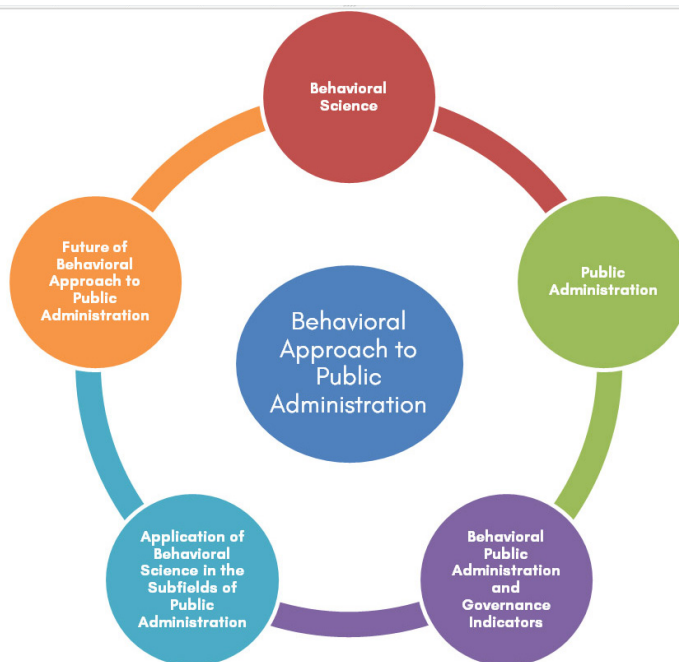 Behavioral
Science
Public
Administration
Behavioral
Public
Administration
and
Governance
Indicators
Application of
Behavioral
Science in the
Subfields of
Public
Administration
Future of
Behavioral
Approach to
Public
Administration
Behavioral
Approach to
Public
Administration